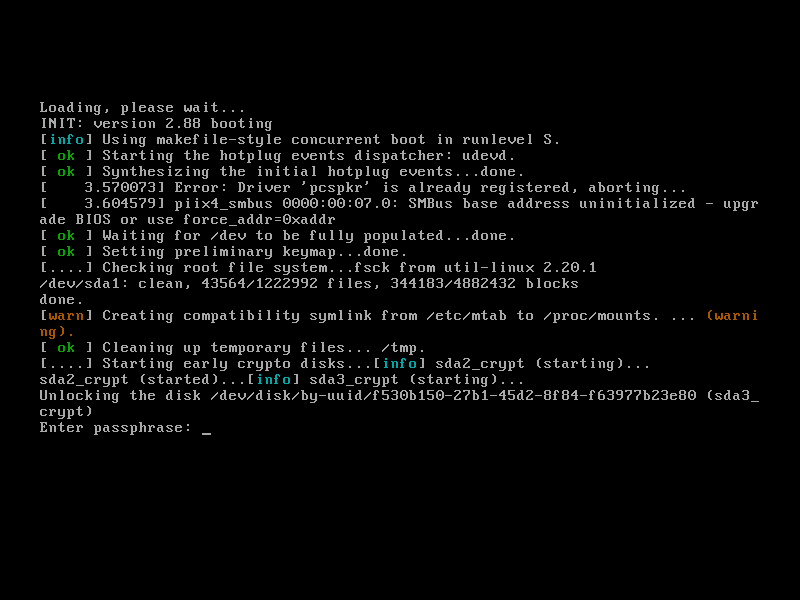 Loading, please wait...
INIT: version 2.88 booting
[info] Using makefile-style concurrent boot in runlevel S.
[ ok ] Starting the hotplug events dispatcher: udevd.
[ ok ] Synthesizing the initial hotplug events...done.
[    3.570073] Error: Driver 'pcspkr' is already registered, aborting...
[    3.604579] piix4_smbus 0000:00:07.0: SMBus base address uninitialized - upgr
ade BIOS or use force_addr=0xaddr
[ ok ] Waiting for /dev to be fully populated...done.
[ ok ] Setting preliminary keymap...done.
[....] Checking root file system...fsck from util-linux 2.20.1
/dev/sda1: clean, 43564/1222992 files, 344183/4882432 blocks
done.
[warn] Creating compatibility symlink from /etc/mtab to /proc/mounts. ... (warni
ng).
[ ok ] Cleaning up temporary files... /tmp.
[....] Starting early crypto disks...[info] sda2_crypt (starting)...
sda2_crypt (started)...[info] sda3_crypt (starting)...
Unlocking the disk /dev/disk/by-uuid/f530b150-27b1-45d2-8f84-f63977b23e80 (sda3_
crypt)
Enter passphrase: _